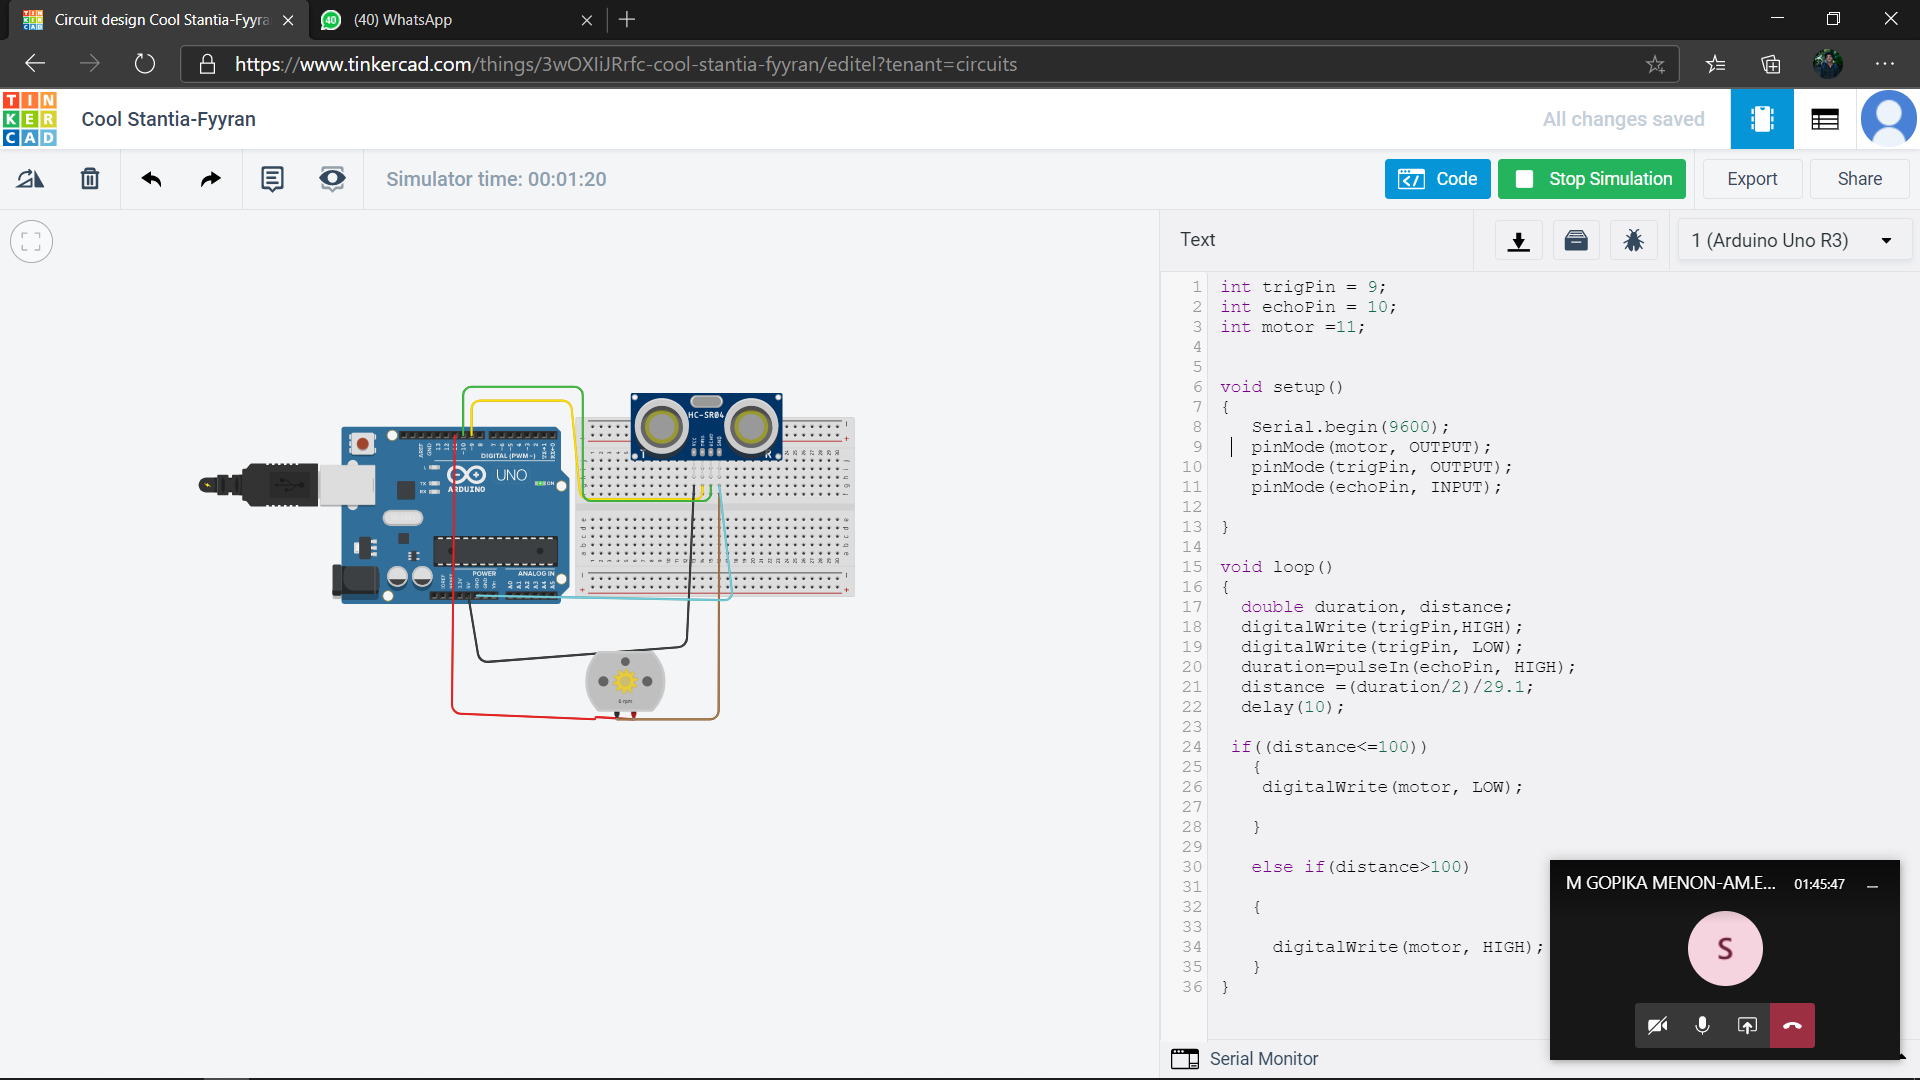 Circuit design Cool Stantia-Fyyra
(40) WhatsApp
https://www.tinkercad.com/things/3wOXIiJRrfc-cool-stantia-fyyran/editel?tenant=circuits
TIN
KER
CAD
Cool Stantia-Fyyran
All changes saved
Simulator time: 00:01:20
Code
Stop Simulation
Export
Share
Text
1 (Arduino Uno R3)
1 int trigPin = 9;
2 int echoPin = 10;
3 int motor =11;
4
5
6 void setup()
7 {
8 Serial.begin(9600);
9 pinMode(motor, OUTPUT);
10 pinMode(trigPin, OUTPUT);
11 pinMode(echoPin, INPUT);
12
13 }
14
15 void loop()
16 {
17 double duration, distance;
18 digitalWrite(trigPin,HIGH);
19 digitalWrite(trigPin, LOW);
20 duration=pulseIn(echoPin, HIGH);
21 distance =(duration/2)/29.1;
22 delay(10);
23
24 if((distance<=100))
25 {
26 digitalWrite(motor, LOW);
27
28 }
29
30 else if(distance>100)
31
32 {
33
34 digitalWrite(motor, HIGH);
35 }
36 }
HC-SR04
DIGITAL (PWM~)
UNO
ARDUINO
ON
POWER
ANALOG IN
6 rpm
M GOPIKA MENON-AM.E...
01:45:47
S
Serial Monitor